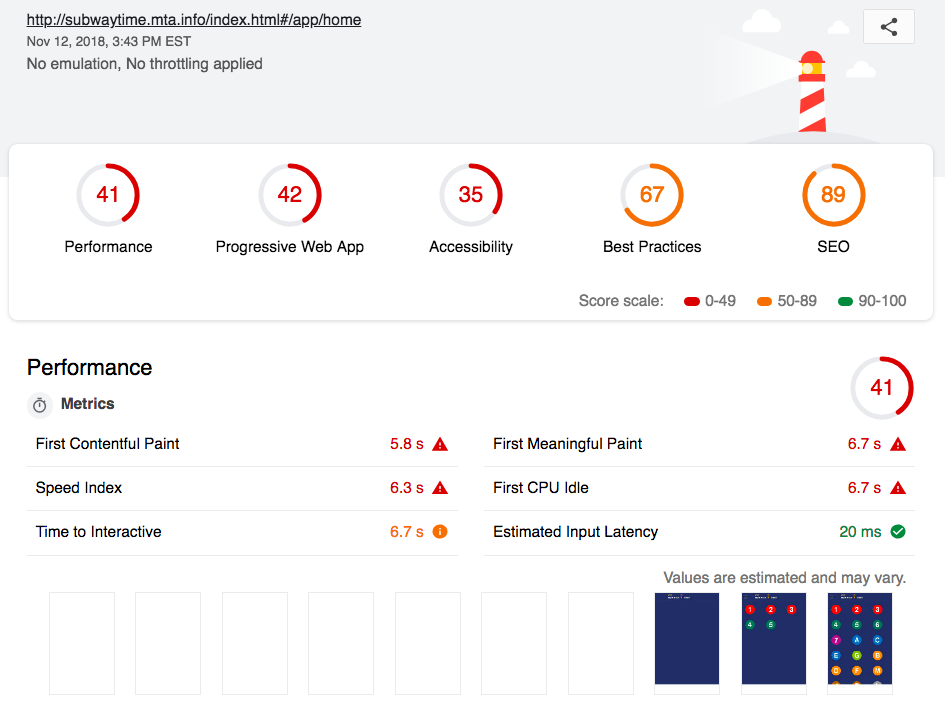 http://subwaytime.mta.info/index.html#/app/home
Nov 12, 2018, 3:43 PM EST
No emulation, No throttling applied
41 42 35 67 89
Performance Progressive Web App Accessibility Best Practices SEO
Score scale: 0-49 50-89 90-100
Performance
41
Metrics
First Contentful Paint 5.8 s First Meaningful Paint 6.7 s
Speed Index 6.3 s First CPU Idle 6.7 s
Time to Interactive 6.7 s Estimated Input Latency 20 ms
Values are estimated and may vary.
1 2 3 1 2 3
4 5 4 5 6
7 A C
E G B
D F M